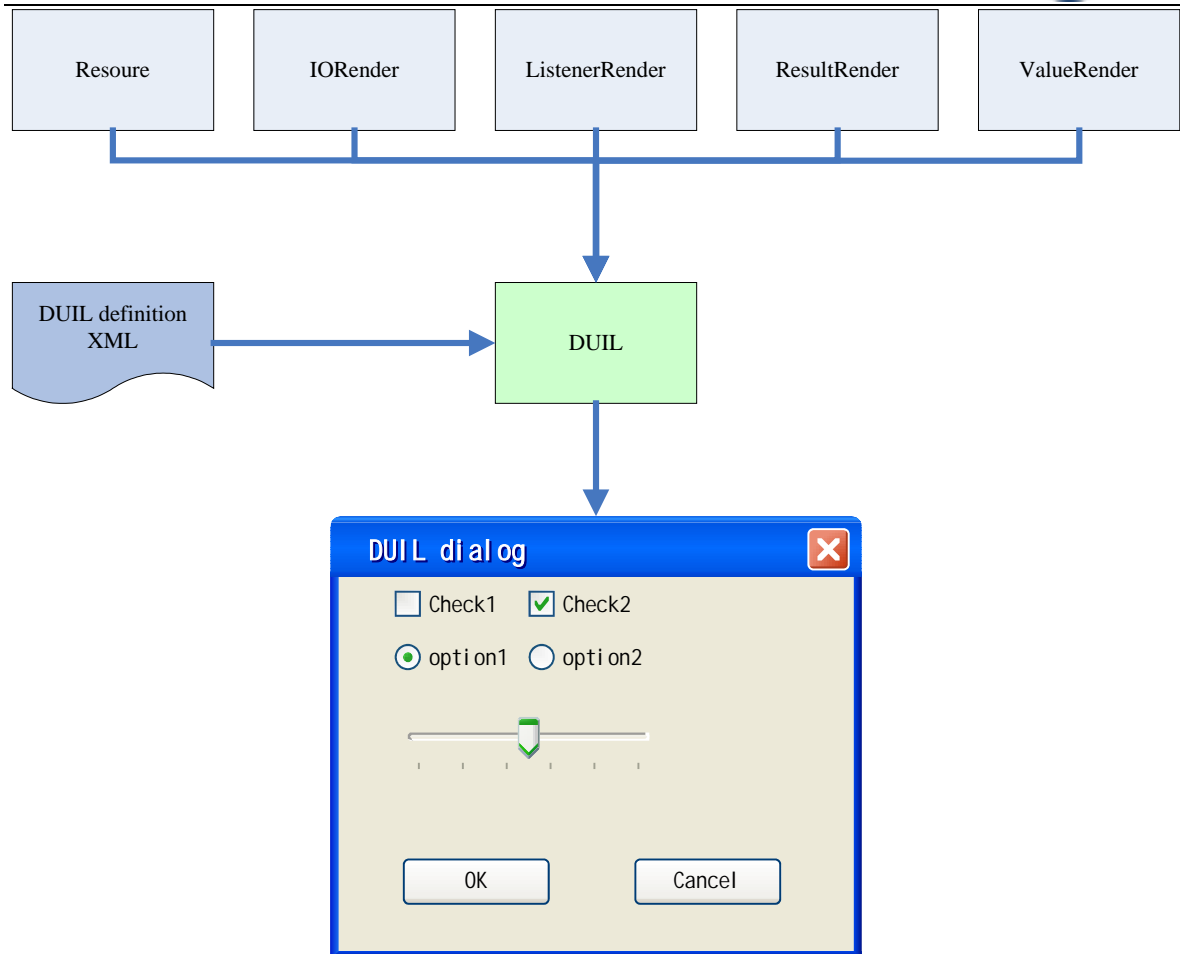 Resoure
IORender
ListenerRender
ResultRender
ValueRender
DUIL definition
XML
DUIL
DUIL dialog
Check1
Check2
option1
option2
OK
Cancel